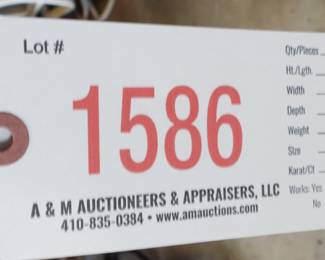 Lot #
1586
A & M AUCTIONEERS & APPRAISERS, LLC
410-835-0384 • www.amauctions.com
Qty/Pieces
Ht./Lgth.
Width
Depth
Weight
Size
Karat/Ct
Works: Yes
No